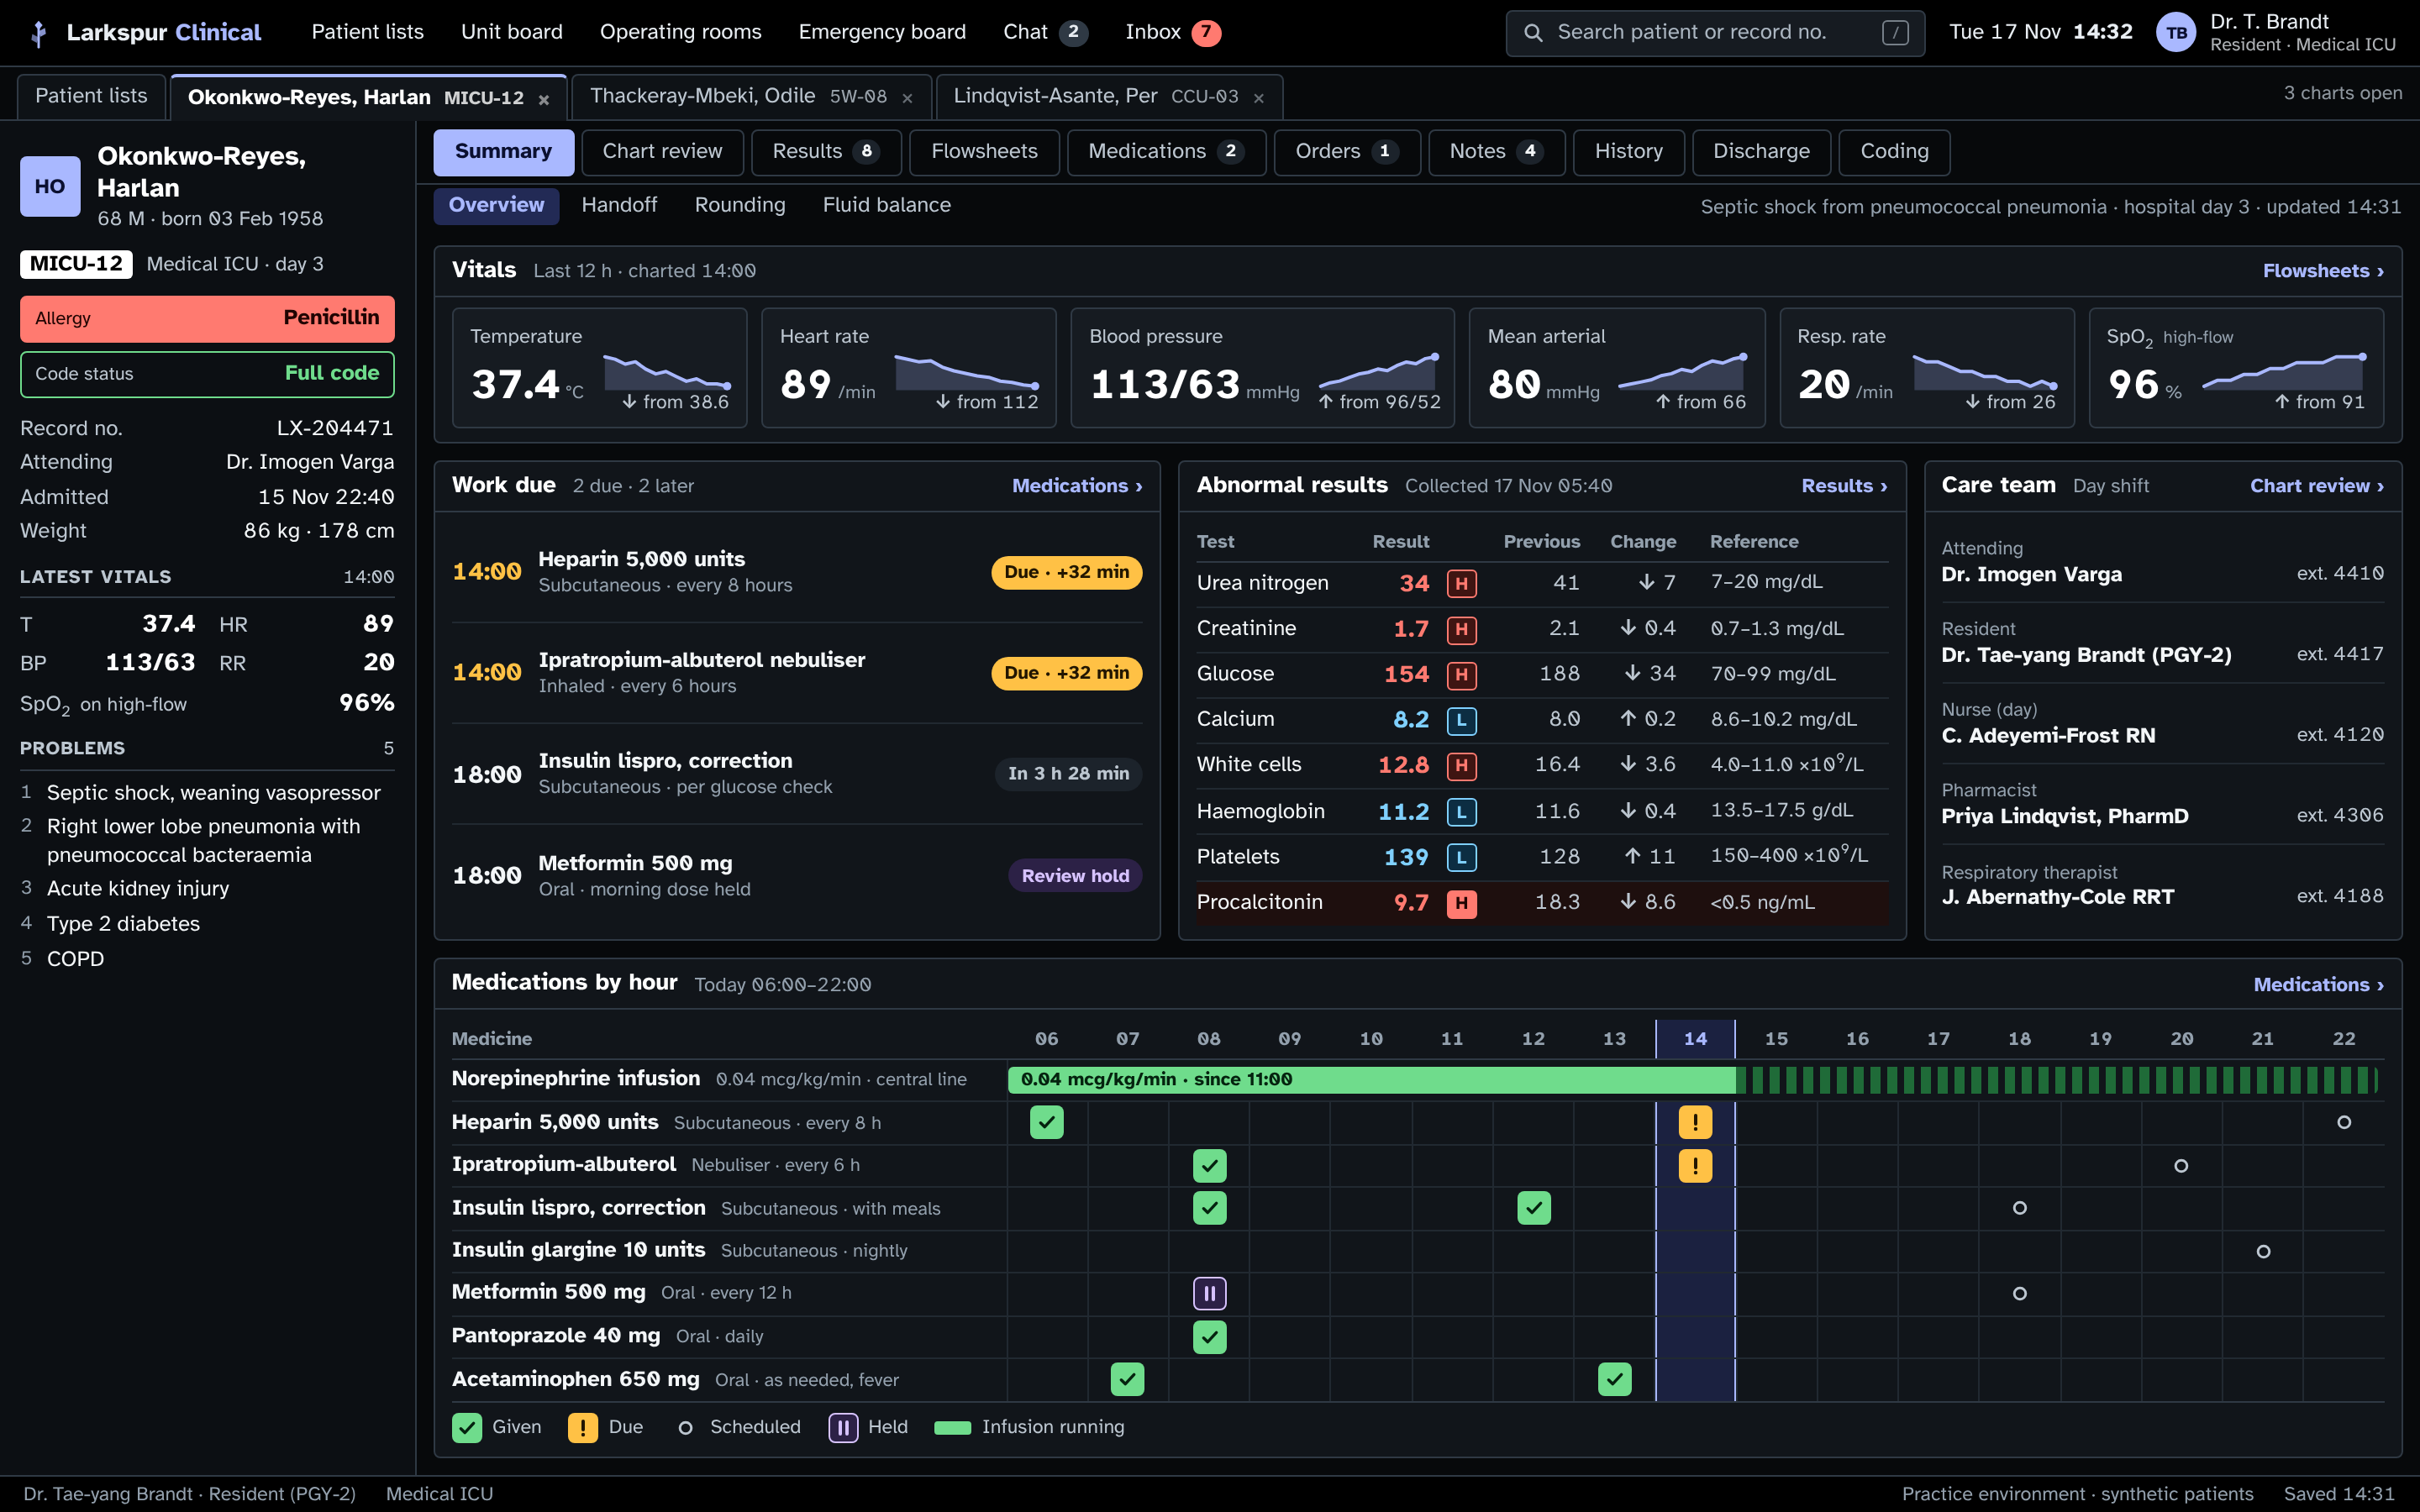 Larkspur Clinical
Patient lists
Unit board
Operating rooms
Emergency board
Chat 2
Inbox 7
Search patient or record no. /
Tue 17 Nov 14:32
TB
Dr. T. Brandt
Resident · Medical ICU
Patient lists
Okonkwo-Reyes, Harlan MICU-12 ×
Thackeray-Mbeki, Odile 5W-08 ×
Lindqvist-Asante, Per CCU-03 ×
3 charts open
HO
Okonkwo-Reyes,
Harlan
68 M · born 03 Feb 1958
MICU-12 Medical ICU · day 3
Allergy Penicillin
Code status Full code
Record no. LX-204471
Attending Dr. Imogen Varga
Admitted 15 Nov 22:40
Weight 86 kg · 178 cm
LATEST VITALS 14:00
T 37.4 HR 89
BP 113/63 RR 20
SpO2 on high-flow 96%
PROBLEMS 5
1 Septic shock, weaning vasopressor
2 Right lower lobe pneumonia with
pneumococcal bacteraemia
3 Acute kidney injury
4 Type 2 diabetes
5 COPD
Summary
Chart review
Results 8
Flowsheets
Medications 2
Orders 1
Notes 4
History
Discharge
Coding
Overview
Handoff
Rounding
Fluid balance
Septic shock from pneumococcal pneumonia · hospital day 3 · updated 14:31
Vitals Last 12 h · charted 14:00
Flowsheets ›
Temperature
37.4 °C
↓ from 38.6
Heart rate
89 /min
↓ from 112
Blood pressure
113/63 mmHg
↑ from 96/52
Mean arterial
80 mmHg
↑ from 66
Resp. rate
20 /min
↓ from 26
SpO2 high-flow
96 %
↑ from 91
Work due 2 due · 2 later
Medications ›
14:00 Heparin 5,000 units
Subcutaneous · every 8 hours
Due · +32 min
14:00 Ipratropium-albuterol nebuliser
Inhaled · every 6 hours
Due · +32 min
18:00 Insulin lispro, correction
Subcutaneous · per glucose check
In 3 h 28 min
18:00 Metformin 500 mg
Oral · morning dose held
Review hold
Abnormal results Collected 17 Nov 05:40
Results ›
Test Result Previous Change Reference
Urea nitrogen 34 H 41 ↓ 7 7–20 mg/dL
Creatinine 1.7 H 2.1 ↓ 0.4 0.7–1.3 mg/dL
Glucose 154 H 188 ↓ 34 70–99 mg/dL
Calcium 8.2 L 8.0 ↑ 0.2 8.6–10.2 mg/dL
White cells 12.8 H 16.4 ↓ 3.6 4.0–11.0 ×10⁹/L
Haemoglobin 11.2 L 11.6 ↓ 0.4 13.5–17.5 g/dL
Platelets 139 L 128 ↑ 11 150–400 ×10⁹/L
Procalcitonin 9.7 H 18.3 ↓ 8.6 <0.5 ng/mL
Care team Day shift
Chart review ›
Attending
Dr. Imogen Varga ext. 4410
Resident
Dr. Tae-yang Brandt (PGY-2) ext. 4417
Nurse (day)
C. Adeyemi-Frost RN ext. 4120
Pharmacist
Priya Lindqvist, PharmD ext. 4306
Respiratory therapist
J. Abernathy-Cole RRT ext. 4188
Medications by hour Today 06:00–22:00
Medications ›
Medicine 06 07 08 09 10 11 12 13 14 15 16 17 18 19 20 21 22
Norepinephrine infusion 0.04 mcg/kg/min · central line
0.04 mcg/kg/min · since 11:00
Heparin 5,000 units Subcutaneous · every 8 h
Ipratropium-albuterol Nebuliser · every 6 h
Insulin lispro, correction Subcutaneous · with meals
Insulin glargine 10 units Subcutaneous · nightly
Metformin 500 mg Oral · every 12 h
Pantoprazole 40 mg Oral · daily
Acetaminophen 650 mg Oral · as needed, fever
Given
Due
Scheduled
Held
Infusion running
Dr. Tae-yang Brandt · Resident (PGY-2)
Medical ICU
Practice environment · synthetic patients
Saved 14:31